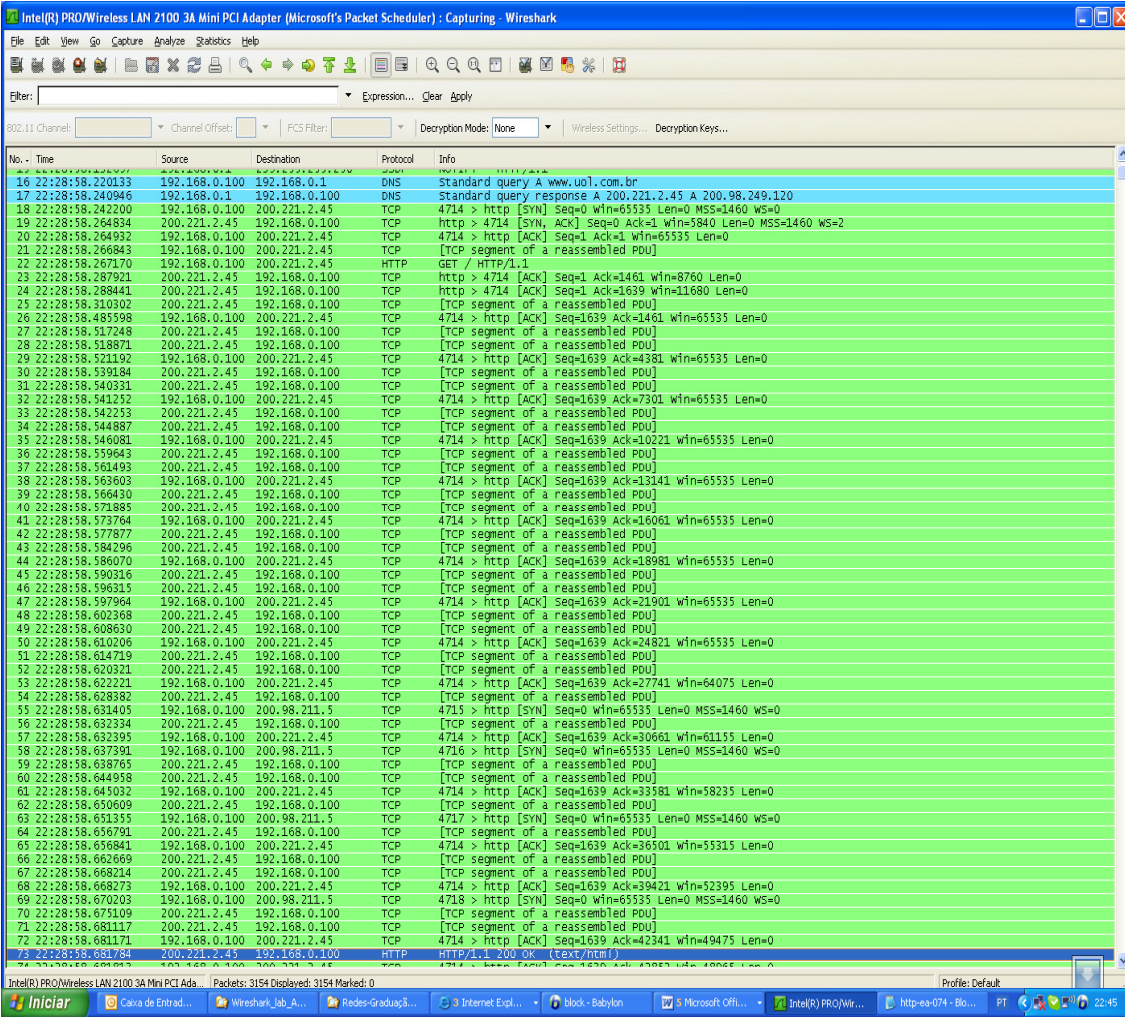 Intel(R) PRO/Wireless LAN 2100 3A Mini PCI Adapter (Microsoft's Packet Scheduler) : Capturing - Wireshark
File Edit View Go Capture Analyze Statistics Help
Filter: Expression... Clear Apply
802.11 Channel: Channel Offset: FCS Filter: Decryption Mode: None Wireless Settings... Decryption Keys...
No. - Time Source Destination Protocol Info
16 22:28:58.220133 192.168.0.100 192.168.0.1 DNS Standard query A www.uol.com.br
17 22:28:58.240946 192.168.0.1 192.168.0.100 DNS Standard query response A 200.221.2.45 A 200.98.249.120
18 22:28:58.242200 192.168.0.100 200.221.2.45 TCP 4714 > http [SYN] Seq=0 Win=65535 Len=0 MSS=1460 WS=0
19 22:28:58.264834 200.221.2.45 192.168.0.100 TCP http > 4714 [SYN, ACK] Seq=0 Ack=1 Win=5840 Len=0 MSS=1460 WS=2
20 22:28:58.264932 192.168.0.100 200.221.2.45 TCP 4714 > http [ACK] Seq=1 Ack=1 Win=65535 Len=0
21 22:28:58.266843 192.168.0.100 200.221.2.45 TCP [TCP segment of a reassembled PDU]
22 22:28:58.267170 192.168.0.100 200.221.2.45 HTTP GET / HTTP/1.1
23 22:28:58.287921 200.221.2.45 192.168.0.100 TCP http > 4714 [ACK] Seq=1 Ack=1461 Win=8760 Len=0
24 22:28:58.288441 200.221.2.45 192.168.0.100 TCP http > 4714 [ACK] Seq=1 Ack=1639 Win=11680 Len=0
25 22:28:58.310302 200.221.2.45 192.168.0.100 TCP [TCP segment of a reassembled PDU]
26 22:28:58.485598 192.168.0.100 200.221.2.45 TCP 4714 > http [ACK] Seq=1639 Ack=1461 Win=65535 Len=0
27 22:28:58.517248 200.221.2.45 192.168.0.100 TCP [TCP segment of a reassembled PDU]
28 22:28:58.518871 200.221.2.45 192.168.0.100 TCP [TCP segment of a reassembled PDU]
29 22:28:58.521192 192.168.0.100 200.221.2.45 TCP 4714 > http [ACK] Seq=1639 Ack=4381 Win=65535 Len=0
30 22:28:58.539184 200.221.2.45 192.168.0.100 TCP [TCP segment of a reassembled PDU]
31 22:28:58.540331 200.221.2.45 192.168.0.100 TCP [TCP segment of a reassembled PDU]
32 22:28:58.541252 192.168.0.100 200.221.2.45 TCP 4714 > http [ACK] Seq=1639 Ack=7301 Win=65535 Len=0
33 22:28:58.542253 200.221.2.45 192.168.0.100 TCP [TCP segment of a reassembled PDU]
34 22:28:58.544887 200.221.2.45 192.168.0.100 TCP [TCP segment of a reassembled PDU]
35 22:28:58.546081 192.168.0.100 200.221.2.45 TCP 4714 > http [ACK] Seq=1639 Ack=10221 Win=65535 Len=0
36 22:28:58.559643 200.221.2.45 192.168.0.100 TCP [TCP segment of a reassembled PDU]
37 22:28:58.561493 200.221.2.45 192.168.0.100 TCP [TCP segment of a reassembled PDU]
38 22:28:58.563603 192.168.0.100 200.221.2.45 TCP 4714 > http [ACK] Seq=1639 Ack=13141 Win=65535 Len=0
39 22:28:58.566430 200.221.2.45 192.168.0.100 TCP [TCP segment of a reassembled PDU]
40 22:28:58.571885 200.221.2.45 192.168.0.100 TCP [TCP segment of a reassembled PDU]
41 22:28:58.573764 192.168.0.100 200.221.2.45 TCP 4714 > http [ACK] Seq=1639 Ack=16061 Win=65535 Len=0
42 22:28:58.577877 200.221.2.45 192.168.0.100 TCP [TCP segment of a reassembled PDU]
43 22:28:58.584296 200.221.2.45 192.168.0.100 TCP [TCP segment of a reassembled PDU]
44 22:28:58.586070 192.168.0.100 200.221.2.45 TCP 4714 > http [ACK] Seq=1639 Ack=18981 Win=65535 Len=0
45 22:28:58.590316 200.221.2.45 192.168.0.100 TCP [TCP segment of a reassembled PDU]
46 22:28:58.596315 200.221.2.45 192.168.0.100 TCP [TCP segment of a reassembled PDU]
47 22:28:58.597964 192.168.0.100 200.221.2.45 TCP 4714 > http [ACK] Seq=1639 Ack=21901 Win=65535 Len=0
48 22:28:58.602368 200.221.2.45 192.168.0.100 TCP [TCP segment of a reassembled PDU]
49 22:28:58.608630 200.221.2.45 192.168.0.100 TCP [TCP segment of a reassembled PDU]
50 22:28:58.610206 192.168.0.100 200.221.2.45 TCP 4714 > http [ACK] Seq=1639 Ack=24821 Win=65535 Len=0
51 22:28:58.614719 200.221.2.45 192.168.0.100 TCP [TCP segment of a reassembled PDU]
52 22:28:58.620321 200.221.2.45 192.168.0.100 TCP [TCP segment of a reassembled PDU]
53 22:28:58.622221 192.168.0.100 200.221.2.45 TCP 4714 > http [ACK] Seq=1639 Ack=27741 Win=64075 Len=0
54 22:28:58.628382 200.221.2.45 192.168.0.100 TCP [TCP segment of a reassembled PDU]
55 22:28:58.631405 192.168.0.100 200.98.211.5 TCP 4715 > http [SYN] Seq=0 Win=65535 Len=0 MSS=1460 WS=0
56 22:28:58.632334 200.221.2.45 192.168.0.100 TCP [TCP segment of a reassembled PDU]
57 22:28:58.632395 192.168.0.100 200.221.2.45 TCP 4714 > http [ACK] Seq=1639 Ack=30661 Win=61155 Len=0
58 22:28:58.637391 192.168.0.100 200.98.211.5 TCP 4716 > http [SYN] Seq=0 Win=65535 Len=0 MSS=1460 WS=0
59 22:28:58.638765 200.221.2.45 192.168.0.100 TCP [TCP segment of a reassembled PDU]
60 22:28:58.644958 200.221.2.45 192.168.0.100 TCP [TCP segment of a reassembled PDU]
61 22:28:58.645032 192.168.0.100 200.221.2.45 TCP 4714 > http [ACK] Seq=1639 Ack=33581 Win=58235 Len=0
62 22:28:58.650609 200.221.2.45 192.168.0.100 TCP [TCP segment of a reassembled PDU]
63 22:28:58.651355 192.168.0.100 200.98.211.5 TCP 4717 > http [SYN] Seq=0 Win=65535 Len=0 MSS=1460 WS=0
64 22:28:58.656791 200.221.2.45 192.168.0.100 TCP [TCP segment of a reassembled PDU]
65 22:28:58.656841 192.168.0.100 200.221.2.45 TCP 4714 > http [ACK] Seq=1639 Ack=36501 Win=55315 Len=0
66 22:28:58.662669 200.221.2.45 192.168.0.100 TCP [TCP segment of a reassembled PDU]
67 22:28:58.668214 200.221.2.45 192.168.0.100 TCP [TCP segment of a reassembled PDU]
68 22:28:58.668273 192.168.0.100 200.221.2.45 TCP 4714 > http [ACK] Seq=1639 Ack=39421 Win=52395 Len=0
69 22:28:58.670203 192.168.0.100 200.98.211.5 TCP 4718 > http [SYN] Seq=0 Win=65535 Len=0 MSS=1460 WS=0
70 22:28:58.675109 200.221.2.45 192.168.0.100 TCP [TCP segment of a reassembled PDU]
71 22:28:58.681117 200.221.2.45 192.168.0.100 TCP [TCP segment of a reassembled PDU]
72 22:28:58.681171 192.168.0.100 200.221.2.45 TCP 4714 > http [ACK] Seq=1639 Ack=42341 Win=49475 Len=0
73 22:28:58.681784 200.221.2.45 192.168.0.100 HTTP HTTP/1.1 200 OK (text/html)
Intel(R) PRO/Wireless LAN 2100 3A Mini PCI Ada... Packets: 3154 Displayed: 3154 Marked: 0 Profile: Default
Iniciar Caixa de Entrad... Wireshark_lab_A... Redes-Graduaçã... 3 Internet Expl... block - Babylon 5 Microsoft Offi... Intel(R) PRO/Wir... http-ea-074 - Blo... PT 22:45